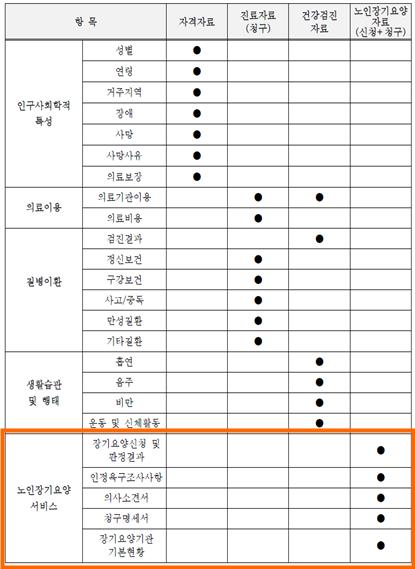 항 목 자격자료 진료자료 건강검진 노인장기요양
(청구) 자료 자료
(신청+ 청구)
인구사회학적
특성
성별 ●
연령 ●
거주지역 ●
장애 ●
사망 ●
사망사유 ●
의료보장 ●
의료이용
의료기관이용 ● ●
의료비용 ●
질병이환
검진결과 ●
정신보건 ●
구강보건 ●
사고/중독 ●
만성질환 ●
기타질환 ●
생활습관
및 행태
흡연 ●
음주 ●
비만 ●
운동 및 신체활동 ●
노인장기요양
서비스
장기요양신청 및
판정결과 ●
인정욕구조사사항 ●
의사소견서 ●
청구명세서 ●
장기요양기관
기본현황 ●